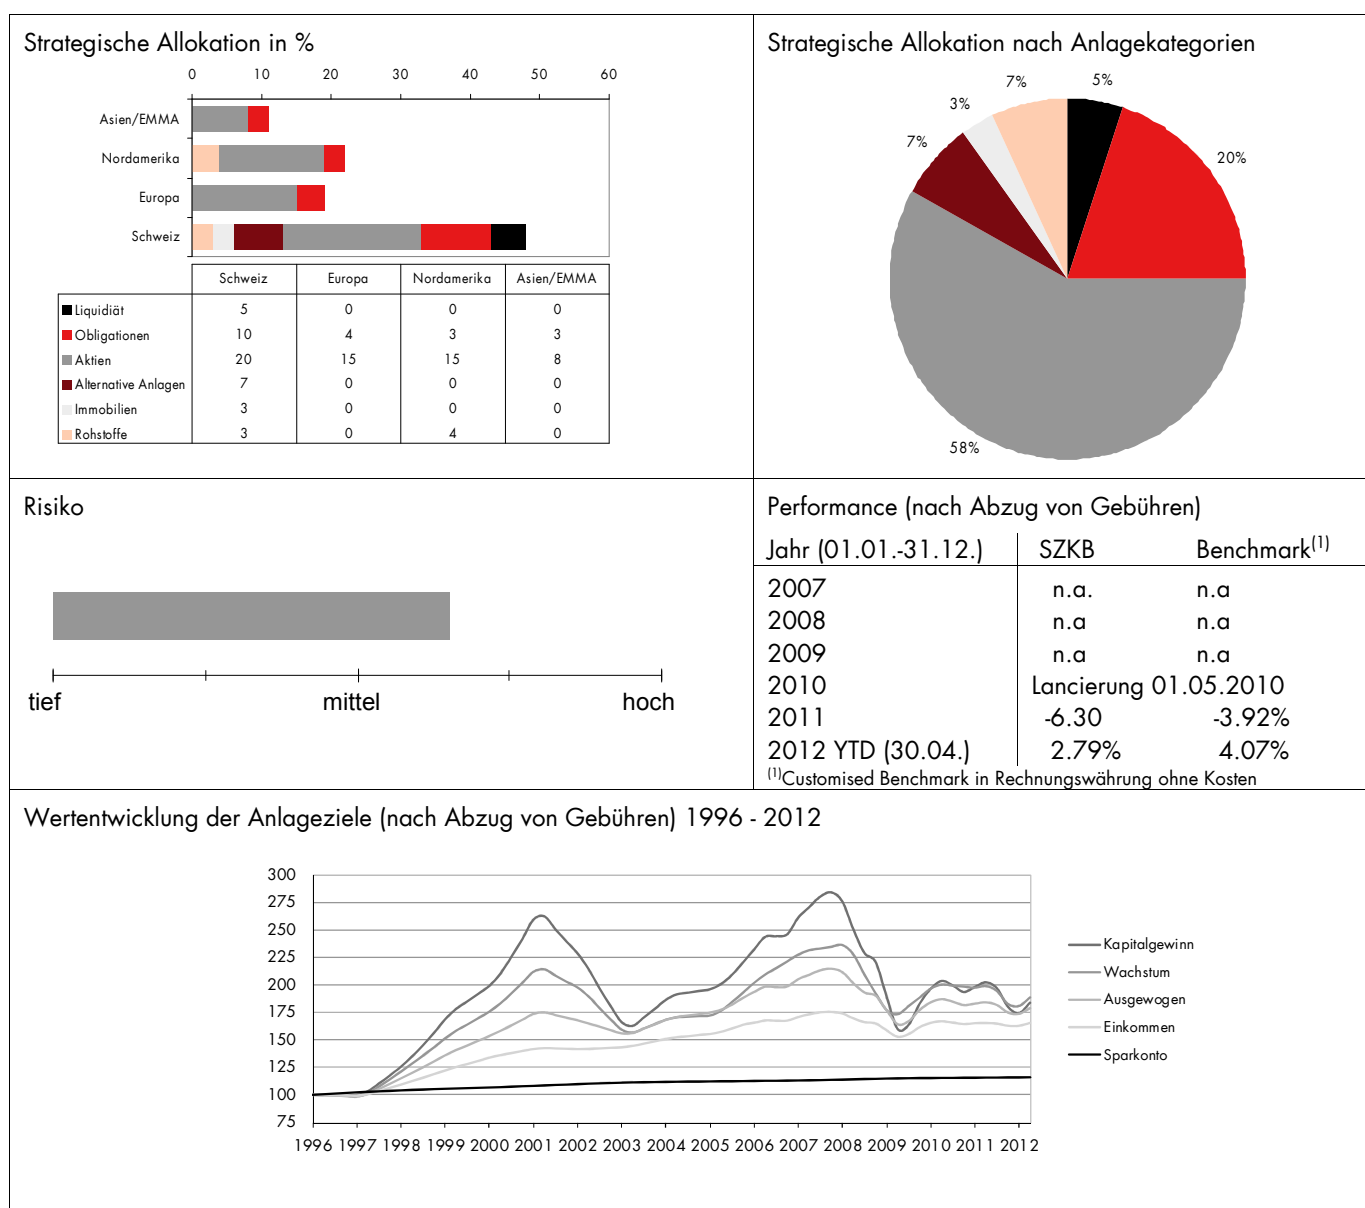 Strategische Allokation in %
0 10 20 30 40 50 60
Asien/EMMA
Nordamerika
Europa
Schweiz
Schweiz Europa Nordamerika Asien/EMMA
Liquidiät 5 0 0 0
Obligationen 10 4 3 3
Aktien 20 15 15 8
Alternative Anlagen 7 0 0 0
Immobilien 3 0 0 0
Rohstoffe 3 0 4 0
Strategische Allokation nach Anlagekategorien
5%
20%
58%
7%
3%
7%
Risiko
tief mittel hoch
Performance (nach Abzug von Gebühren)
Jahr (01.01.-31.12.) SZKB Benchmark(1)
2007 n.a. n.a
2008 n.a n.a
2009 n.a n.a
2010 Lancierung 01.05.2010
2011 -6.30 -3.92%
2012 YTD (30.04.) 2.79% 4.07%
(1)Customised Benchmark in Rechnungswährung ohne Kosten
Wertentwicklung der Anlageziele (nach Abzug von Gebühren) 1996 - 2012
300
275
250
225
200
175
150
125
100
75
1996 1997 1998 1999 2000 2001 2002 2003 2004 2005 2006 2007 2008 2009 2010 2011 2012
Kapitalgewinn
Wachstum
Ausgewogen
Einkommen
Sparkonto